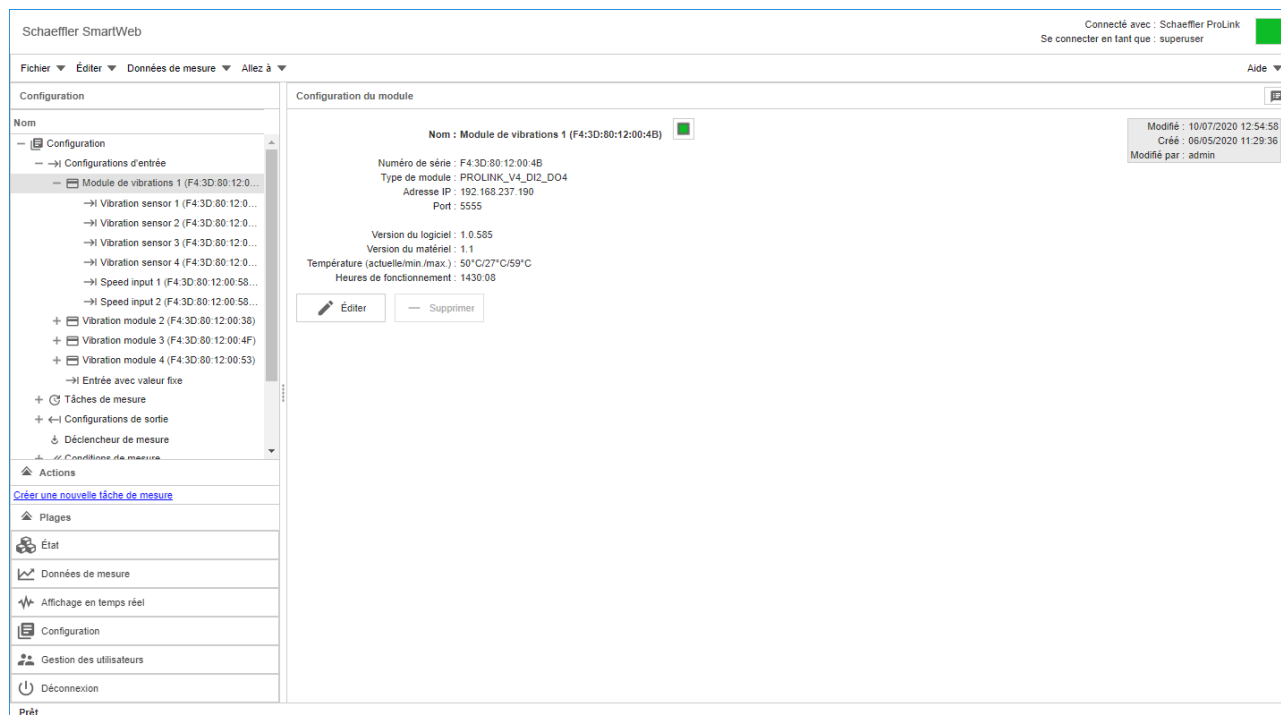 Schaeffler SmartWeb
Connecté avec : Schaeffler ProLink
Se connecter en tant que : superuser
Fichier Éditer Données de mesure Allez à Aide
Configuration
Nom
Configuration
Configurations d'entrée
Module de vibrations 1 (F4:3D:80:12:0...
Vibration sensor 1 (F4:3D:80:12:0...
Vibration sensor 2 (F4:3D:80:12:0...
Vibration sensor 3 (F4:3D:80:12:0...
Vibration sensor 4 (F4:3D:80:12:0...
Speed input 1 (F4:3D:80:12:00:58...
Speed input 2 (F4:3D:80:12:00:58...
Vibration module 2 (F4:3D:80:12:00:38)
Vibration module 3 (F4:3D:80:12:00:4F)
Vibration module 4 (F4:3D:80:12:00:53)
Entrée avec valeur fixe
Tâches de mesure
Configurations de sortie
Déclencheur de mesure
Conditions de mesure
Actions
Créer une nouvelle tâche de mesure
Plages
État
Données de mesure
Affichage en temps réel
Configuration
Gestion des utilisateurs
Déconnexion
Prêt
Configuration du module
Nom : Module de vibrations 1 (F4:3D:80:12:00:4B)
Numéro de série : F4:3D:80:12:00:4B
Type de module : PROLINK_V4_DI2_DO4
Adresse IP : 192.168.237.190
Port : 5555
Version du logiciel : 1.0.585
Version du matériel : 1.1
Température (actuelle/min./max.) : 50°C/27°C/59°C
Heures de fonctionnement : 1430:08
Éditer
Supprimer
Modifié : 10/07/2020 12:54:58
Créé : 06/05/2020 11:29:36
Modifié par : admin